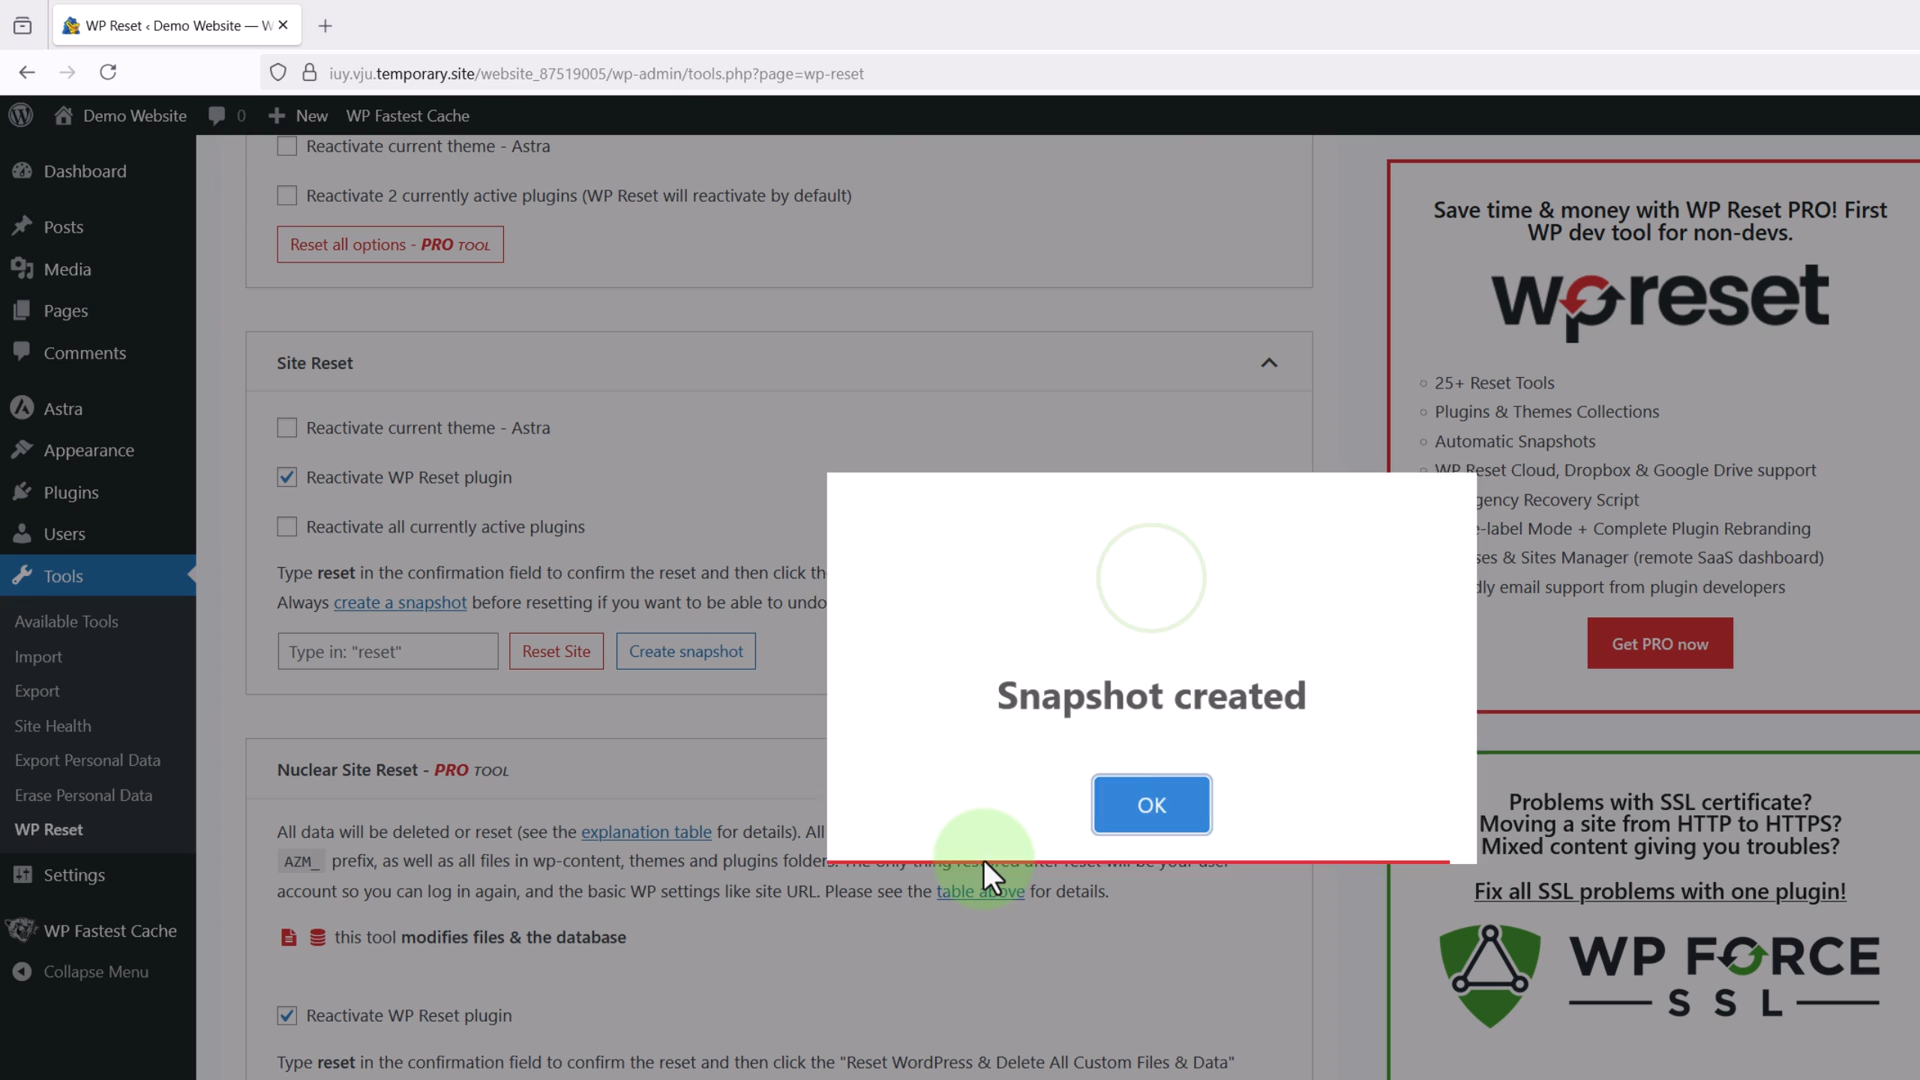 WP Reset ‹ Demo Website — W
iuy.vju.temporary.site/website_87519005/wp-admin/tools.php?page=wp-reset
Demo Website
0
New
WP Fastest Cache
Dashboard
Posts
Media
Pages
Comments
Astra
Appearance
Plugins
Users
Tools
Available Tools
Import
Export
Site Health
Export Personal Data
Erase Personal Data
WP Reset
Settings
WP Fastest Cache
Collapse Menu
Reactivate current theme - Astra
Reactivate 2 currently active plugins (WP Reset will reactivate by default)
Reset all options - PRO TOOL
Site Reset
Reactivate current theme - Astra
Reactivate WP Reset plugin
Reactivate all currently active plugins
Type reset in the confirmation field to confirm the reset and then click th
Always create a snapshot before resetting if you want to be able to undo
Type in: "reset"
Reset Site
Create snapshot
Nuclear Site Reset - PRO TOOL
All data will be deleted or reset (see the explanation table for details). All
AZM_ prefix, as well as all files in wp-content, themes and plugins folders. The only thing restored after reset will be your user
account so you can log in again, and the basic WP settings like site URL. Please see the table above for details.
this tool modifies files & the database
Reactivate WP Reset plugin
Type reset in the confirmation field to confirm the reset and then click the "Reset WordPress & Delete All Custom Files & Data"
Snapshot created
OK
Save time & money with WP Reset PRO! First
WP dev tool for non-devs.
wpreset
25+ Reset Tools
Plugins & Themes Collections
Automatic Snapshots
WP Reset Cloud, Dropbox & Google Drive support
gency Recovery Script
e-label Mode + Complete Plugin Rebranding
ses & Sites Manager (remote SaaS dashboard)
dly email support from plugin developers
Get PRO now
Problems with SSL certificate?
Moving a site from HTTP to HTTPS?
Mixed content giving you troubles?
Fix all SSL problems with one plugin!
WP FORCE
SSL